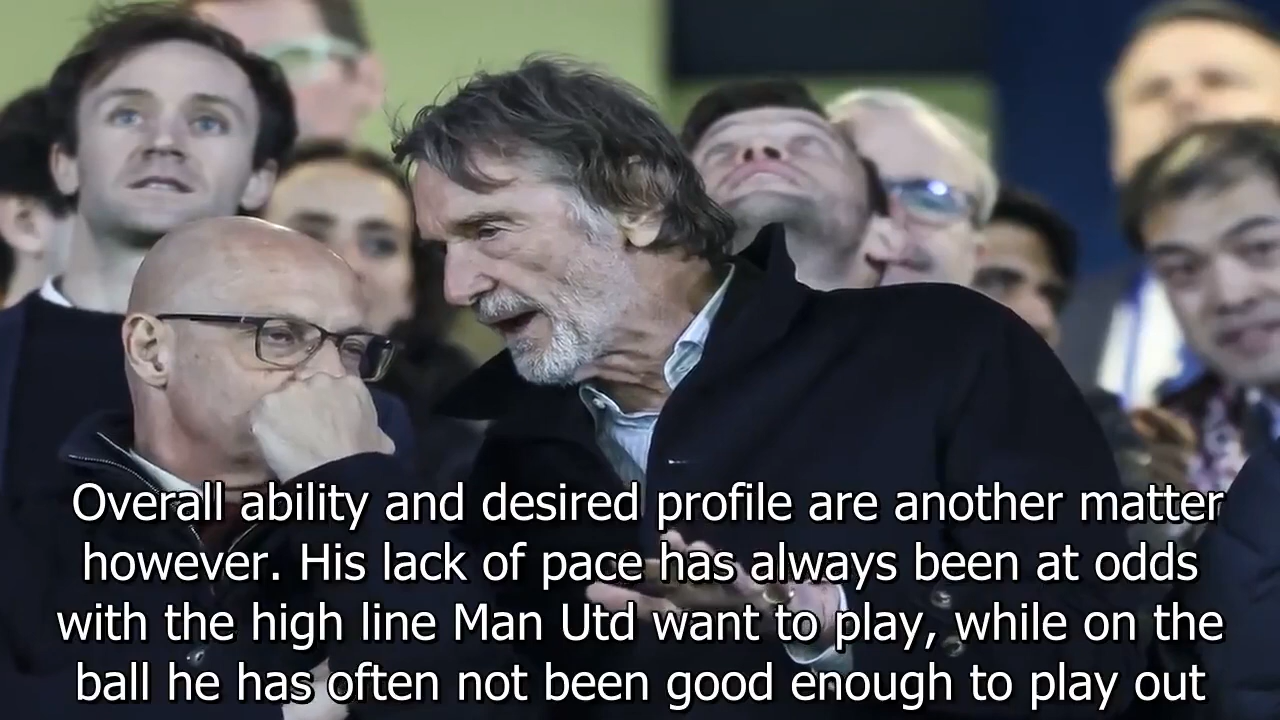 Overall ability and desired profile are another matter
however. His lack of pace has always been at odds
with the high line Man Utd want to play, while on the
ball he has often not been good enough to play out